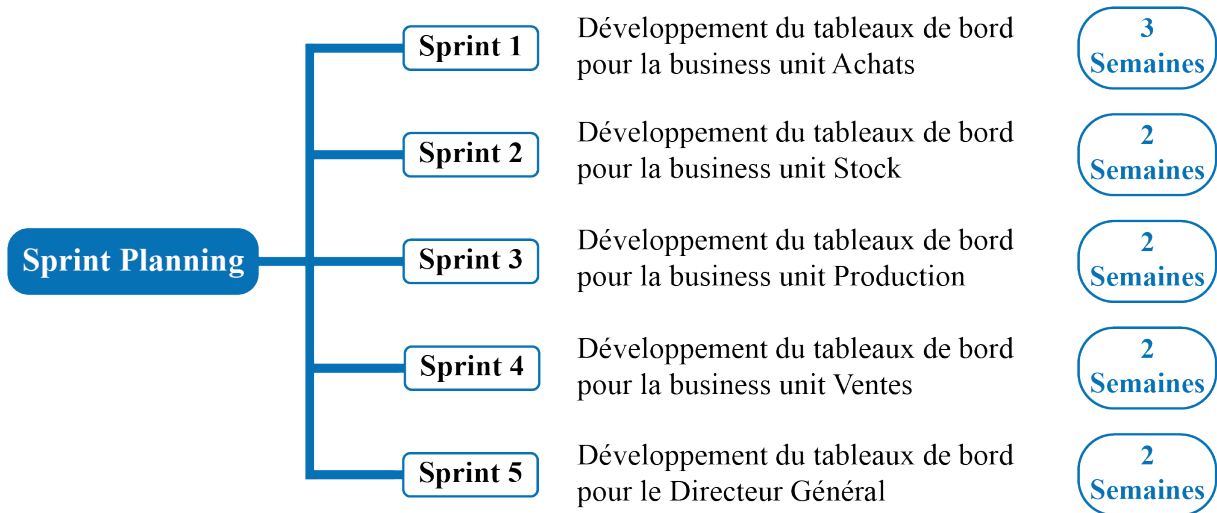 Sprint Planning
Sprint 1
Développement du tableaux de bord
pour la business unit Achats
3
Semaines
Sprint 2
Développement du tableaux de bord
pour la business unit Stock
2
Semaines
Sprint 3
Développement du tableaux de bord
pour la business unit Production
2
Semaines
Sprint 4
Développement du tableaux de bord
pour la business unit Ventes
2
Semaines
Sprint 5
Développement du tableaux de bord
pour le Directeur Général
2
Semaines